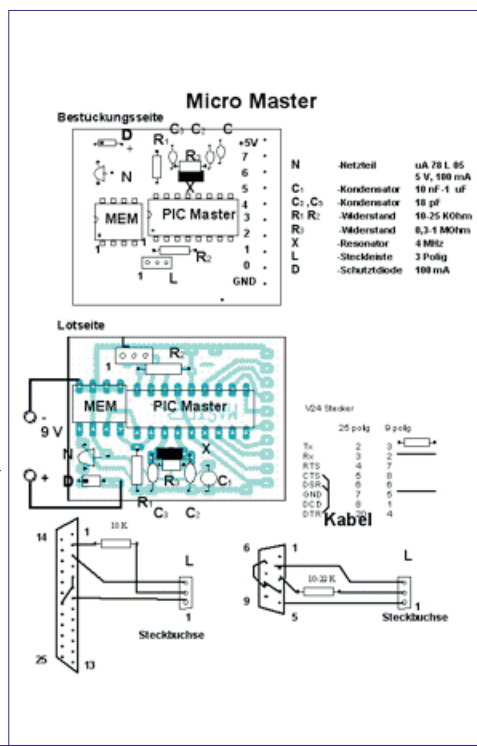 Micro Master
Bestückungsseite
D
+
R1
C3 C2 C
R3
+5V
7
6
5
4
3
2
1
0
GND
N
X
MEM
PIC Master
1
1
R2
1
L
N -Netzteil uA 78 L 05
5 V, 100 mA
C1 -Kondensator 10 nF-1 uF
C2 ,C3 -Kondensator 18 pF
R1 R2 -Widerstand 10-25 KOhm
R3 -Widerstand 0,3-1 MOhm
X -Resonator 4 MHz
L -Steckleiste 3 Polig
D -Schutztdiode 100 mA
Lötseite
L
1
R2
MEM
PIC Master
-
9 V
+
N
D
X
R3
R1
C3
C2
C1
V24 Stecker
25 polig 9 polig
Tx 2 3
Rx 3 2
RTS 4 7
CTS 5 8
DSR 6 6
GND 7 5
DCD 8 1
DTR 20 4
Kabel
14
1
10 K
L
1
Steckbuchse
25
13
6
1
10-22 K
L
9
5
1
Steckbuchse